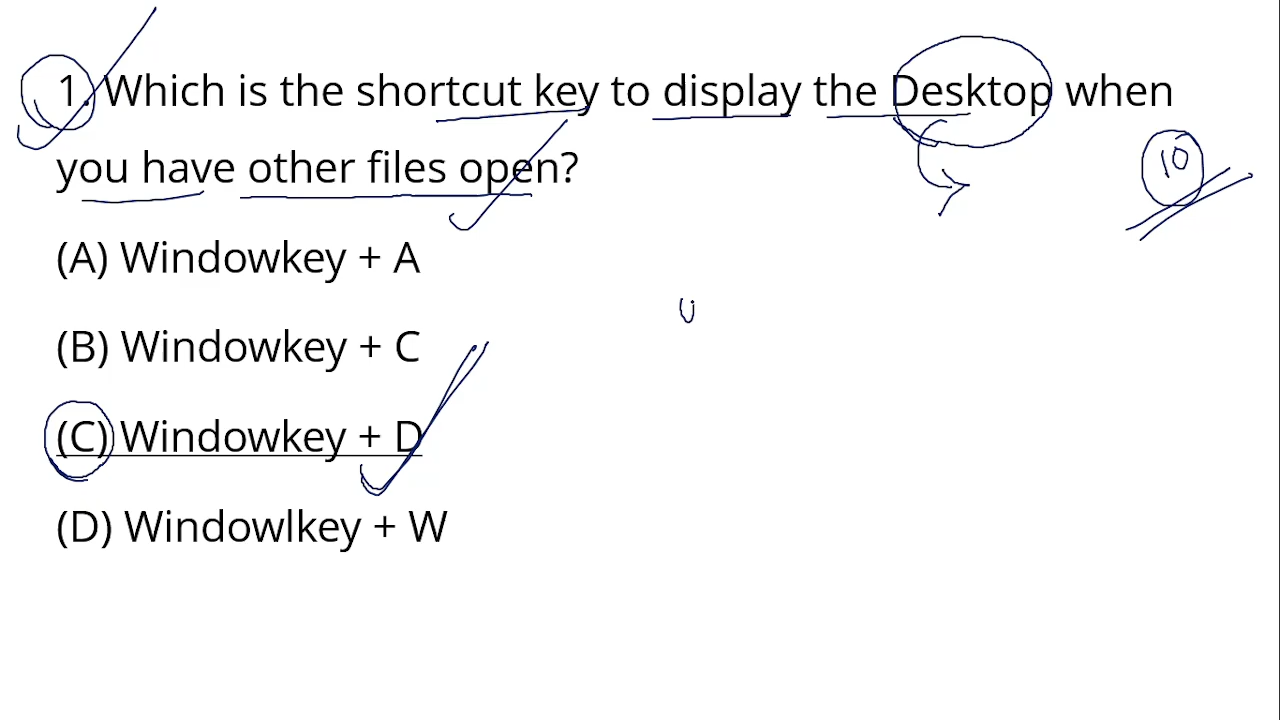 1. Which is the shortcut key to display the Desktop when
you have other files open?
10
(A) Windowkey + A
(B) Windowkey + C
(C) Windowkey + D
(D) Windowlkey + W